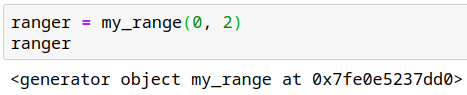 ranger = my_range(0, 2)
ranger
<generator object my_range at 0x7fe0e5237dd0>